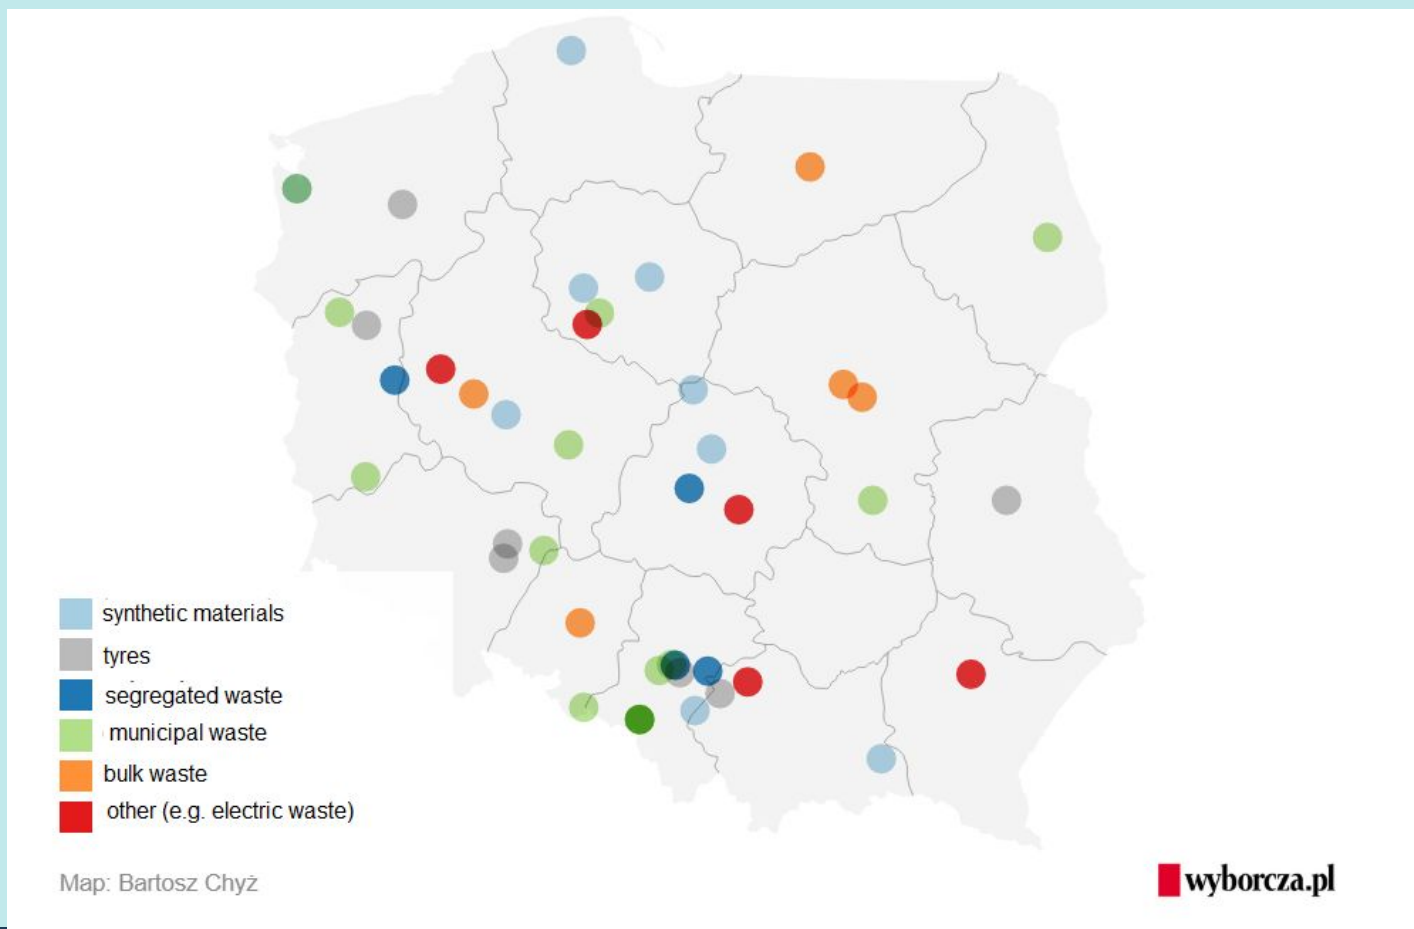 synthetic materials
tyres
segregated waste
municipal waste
bulk waste
other (e.g. electric waste)
Map: Bartosz Chyż
wyborcza.pl